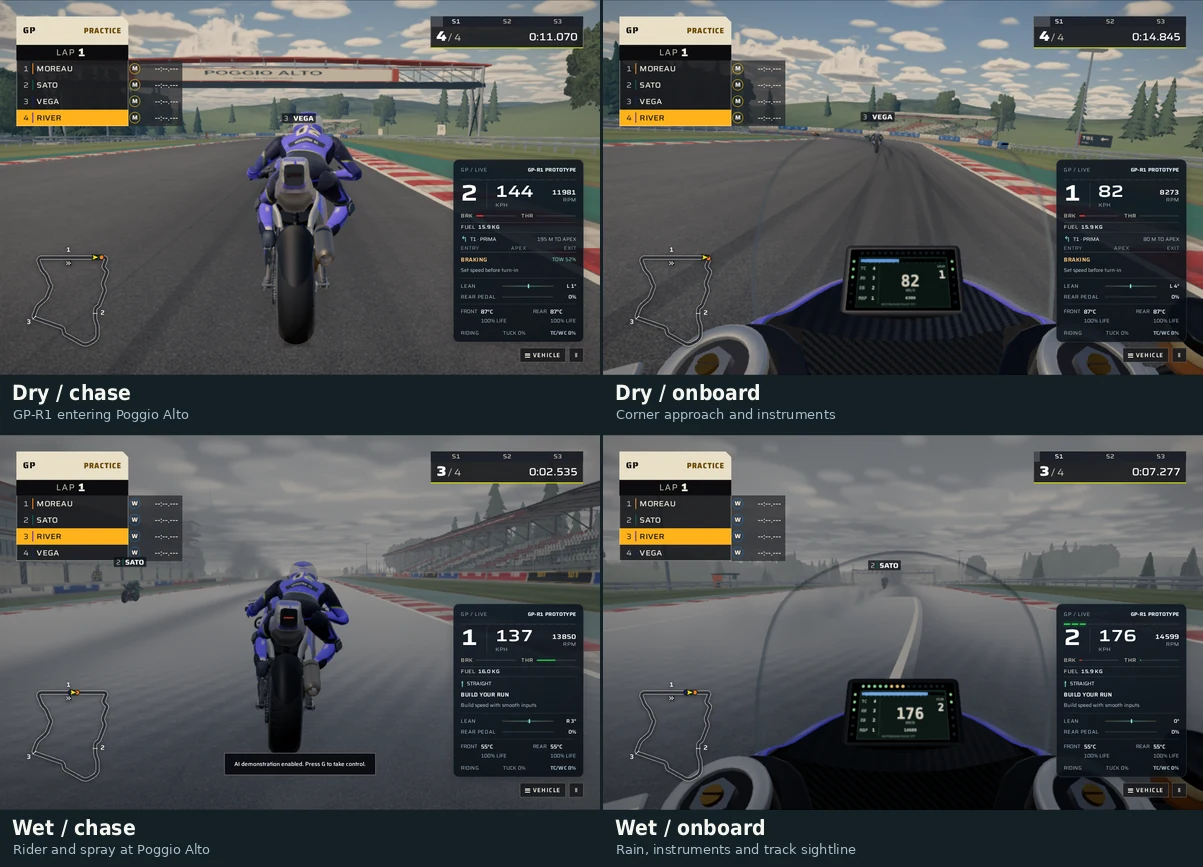 GP PRACTICE
LAP 1
1 MOREAU M --:--.---
2 SATO M --:--.---
3 VEGA M --:--.---
4 RIVER M --:--.---
S1 S2 S3
4 / 4 0:11.070
POGGIO ALTO
3 VEGA
GP / LIVE GP-R1 PROTOTYPE
2 144 11981
KPH RPM
BRK THR
FUEL 15.9 KG
T1 · PRIMA 195 M TO APEX
ENTRY APEX EXIT
BRAKING TOW 52%
Set speed before turn-in
LEAN L 1°
REAR PEDAL 0%
FRONT 87°C REAR 87°C
100% LIFE 100% LIFE
RIDING TUCK 0% TC/WC 0%
VEHICLE
1
2
3
Dry / chase
GP-R1 entering Poggio Alto
GP PRACTICE
LAP 1
1 MOREAU M --:--.---
2 SATO M --:--.---
3 VEGA M --:--.---
4 RIVER M --:--.---
S1 S2 S3
4 / 4 0:14.845
3 VEGA
GP / LIVE GP-R1 PROTOTYPE
1 82 8273
KPH RPM
BRK THR
FUEL 15.9 KG
T1 · PRIMA 80 M TO APEX
ENTRY APEX EXIT
BRAKING
Set speed before turn-in
LEAN L 4°
REAR PEDAL 0%
FRONT 87°C REAR 87°C
100% LIFE 100% LIFE
RIDING TUCK 0% TC/WC 0%
VEHICLE
82
1
1
2
3
Dry / onboard
Corner approach and instruments
GP PRACTICE
LAP 1
1 MOREAU W --:--.---
2 SATO W --:--.---
3 RIVER W --:--.---
4 VEGA W --:--.---
S1 S2 S3
3 / 4 0:02.535
2 SATO
GP / LIVE GP-R1 PROTOTYPE
1 137 13850
KPH RPM
BRK THR
FUEL 16.0 KG
STRAIGHT
BUILD YOUR RUN
Build speed with smooth inputs
LEAN R 3°
REAR PEDAL 0%
FRONT 55°C REAR 55°C
100% LIFE 100% LIFE
RIDING TUCK 0% TC/WC 0%
VEHICLE
1
2
3
AI demonstration enabled. Press G to take control.
Wet / chase
Rider and spray at Poggio Alto
GP PRACTICE
LAP 1
1 MOREAU W --:--.---
2 SATO W --:--.---
3 RIVER W --:--.---
4 VEGA W --:--.---
S1 S2 S3
3 / 4 0:07.277
2 SATO
GP / LIVE GP-R1 PROTOTYPE
2 176 14599
KPH RPM
BRK THR
FUEL 15.9 KG
STRAIGHT
BUILD YOUR RUN
Build speed with smooth inputs
LEAN 0°
REAR PEDAL 0%
FRONT 55°C REAR 55°C
100% LIFE 100% LIFE
RIDING TUCK 0% TC/WC 0%
VEHICLE
176
2
1
2
3
Wet / onboard
Rain, instruments and track sightline